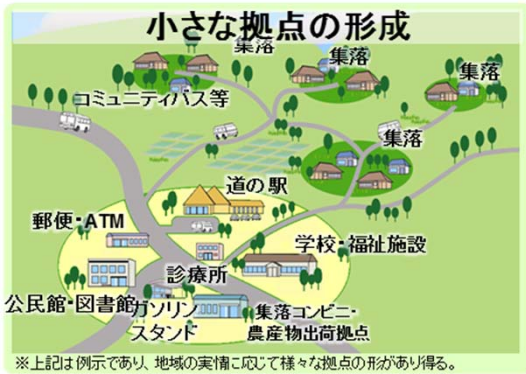 小さな拠点の形成
集落
集落
集落
コミュニティバス等
集落
道の駅
郵便・ATM
学校・福祉施設
診療所
公民館・図書館
ガソリン
スタンド
集落コンビニ・
農産物出荷拠点
※上記は例示であり、地域の実情に応じて様々な拠点の形があり得る。